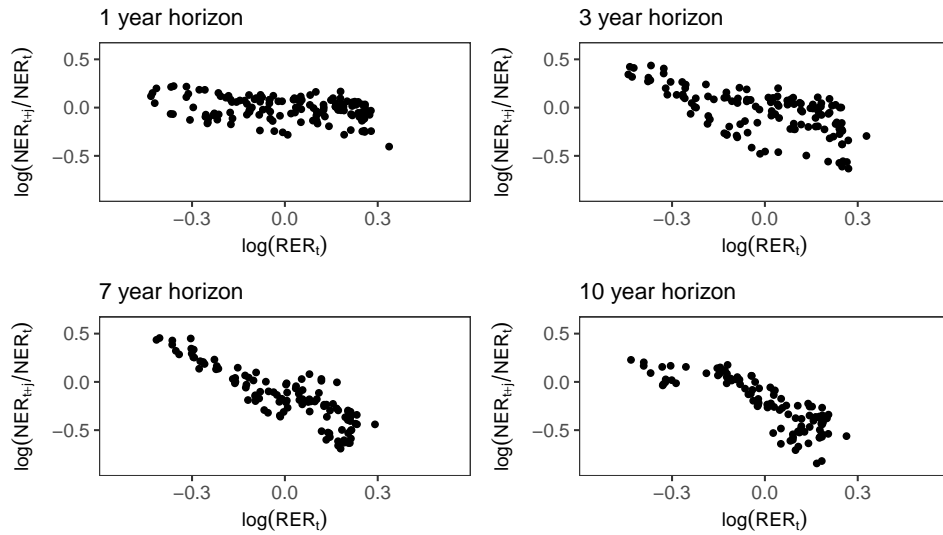 1 year horizon
3 year horizon
0.5
0.0
−0.5
log(NERₜ₊ⱼ/NERₜ)
−0.3 0.0 0.3
log(RERₜ)
0.5
0.0
−0.5
log(NERₜ₊ⱼ/NERₜ)
−0.3 0.0 0.3
log(RERₜ)
7 year horizon
10 year horizon
0.5
0.0
−0.5
log(NERₜ₊ⱼ/NERₜ)
−0.3 0.0 0.3
log(RERₜ)
0.5
0.0
−0.5
log(NERₜ₊ⱼ/NERₜ)
−0.3 0.0 0.3
log(RERₜ)